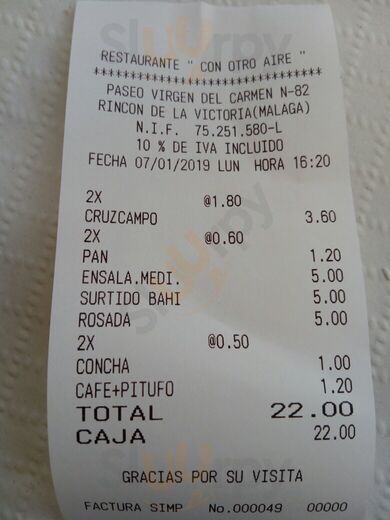 RESTAURANTE " CON OTRO AIRE "
********************************
PASEO VIRGEN DEL CARMEN N-82
RINCON DE LA VICTORIA(MALAGA)
N.I.F. 75.251.580-L
10 % DE IVA INCLUIDO
FECHA 07/01/2019 LUN HORA 16:20
2X @1.80
CRUZCAMPO 3.60
2X @0.60
PAN 1.20
ENSALA.MEDI. 5.00
SURTIDO BAHI 5.00
ROSADA 5.00
2X @0.50
CONCHA 1.00
CAFE+PITUFO 1.20
TOTAL 22.00
CAJA 22.00
GRACIAS POR SU VISITA
FACTURA SIMP No.000049 00000
Sluurpy
Sluurpy
Sluurpy